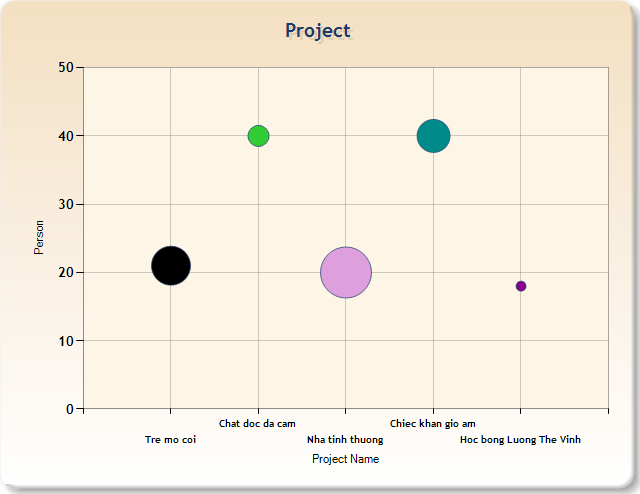 Project
50
40
30
20
10
0
Person
Chat doc da cam
Chiec khan gio am
Tre mo coi
Nha tinh thuong
Hoc bong Luong The Vinh
Project Name